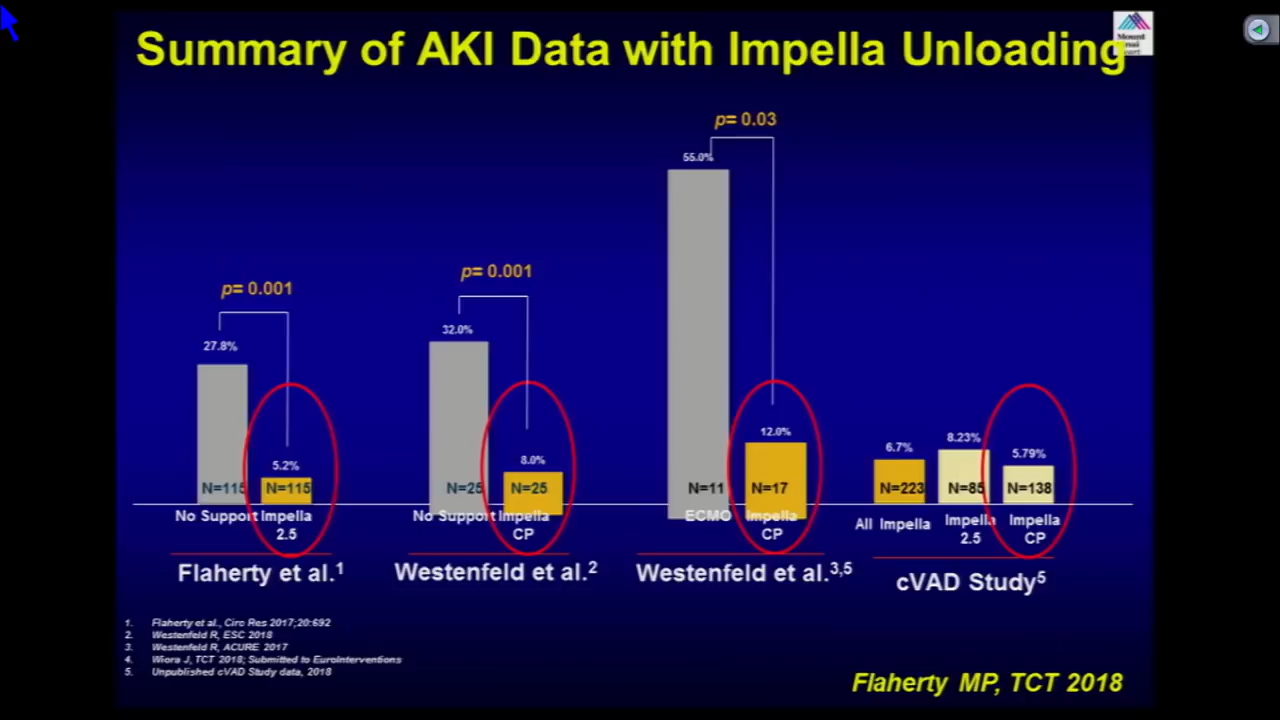 Summary of AKI Data with Impella Unloading
Mount
Sinai
Heart
p= 0.03
55.0%
p= 0.001
p= 0.001
32.0%
27.8%
12.0%
8.23%
6.7%
5.79%
8.0%
5.2%
N=115 N=115 N=25 N=25 N=11 N=17 N=223 N=85 N=138
No Support Impella 2.5
No Support Impella CP
ECMO Impella CP
All Impella Impella 2.5 Impella CP
Flaherty et al.1
Westenfeld et al.2
Westenfeld et al.3,5
cVAD Study5
1. Flaherty et al., Circ Res 2017;20:692
2. Westenfeld R, ESC 2018
3. Westenfeld R, ACURE 2017
4. Wiora J, TCT 2018; Submitted to EuroInterventions
5. Unpublished cVAD Study data, 2018
Flaherty MP, TCT 2018